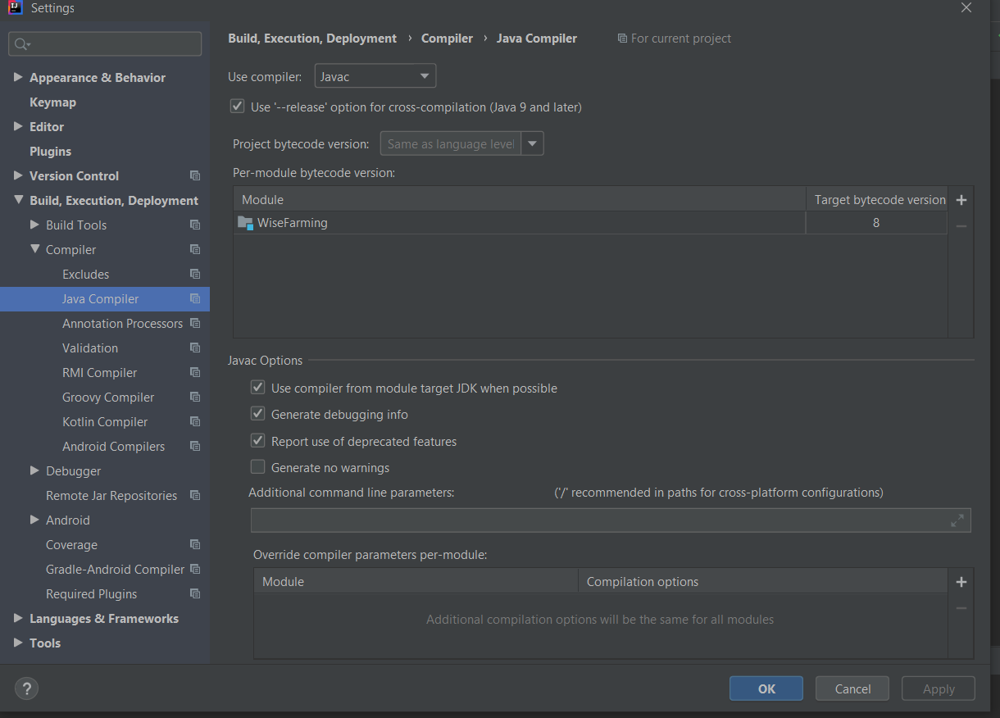 Settings
Build, Execution, Deployment › Compiler › Java Compiler
For current project
Appearance & Behavior
Keymap
Editor
Plugins
Version Control
Build, Execution, Deployment
Build Tools
Compiler
Excludes
Java Compiler
Annotation Processors
Validation
RMI Compiler
Groovy Compiler
Kotlin Compiler
Android Compilers
Debugger
Remote Jar Repositories
Android
Coverage
Gradle-Android Compiler
Required Plugins
Languages & Frameworks
Tools
Use compiler: Javac
Use '--release' option for cross-compilation (Java 9 and later)
Project bytecode version: Same as language level
Per-module bytecode version:
Module Target bytecode version
WiseFarming 8
Javac Options
Use compiler from module target JDK when possible
Generate debugging info
Report use of deprecated features
Generate no warnings
Additional command line parameters: ('/' recommended in paths for cross-platform configurations)
Override compiler parameters per-module:
Module Compilation options
Additional compilation options will be the same for all modules
? OK Cancel Apply